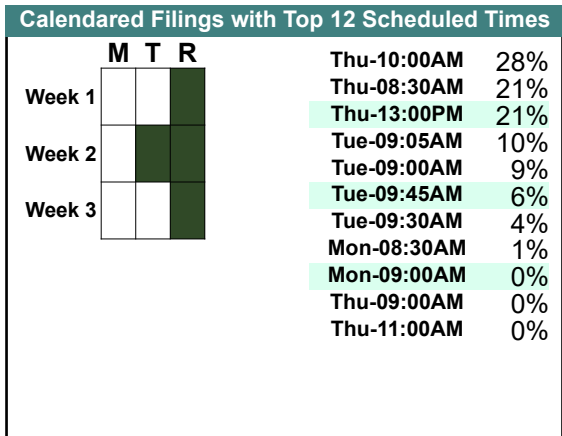 Calendared Filings with Top 12 Scheduled Times
M T R
Week 1
Week 2
Week 3
Thu-10:00AM 28%
Thu-08:30AM 21%
Thu-13:00PM 21%
Tue-09:05AM 10%
Tue-09:00AM 9%
Tue-09:45AM 6%
Tue-09:30AM 4%
Mon-08:30AM 1%
Mon-09:00AM 0%
Thu-09:00AM 0%
Thu-11:00AM 0%